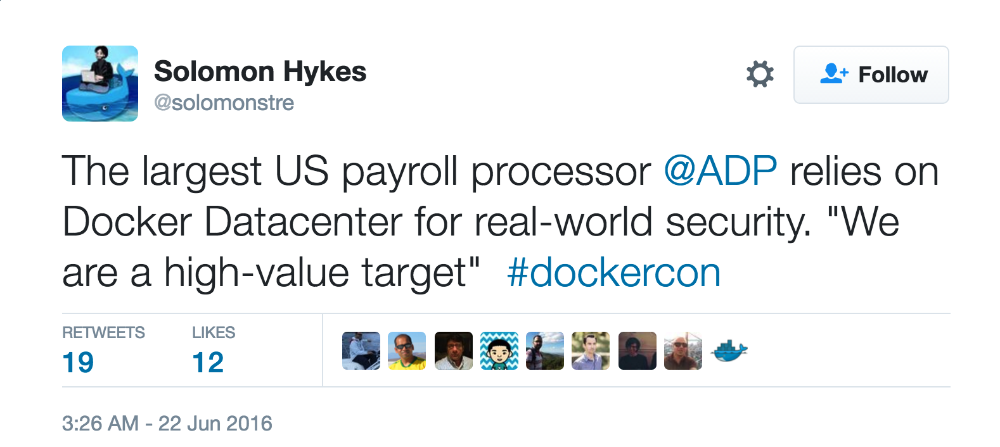 Solomon Hykes
@solomonstre
Follow
The largest US payroll processor @ADP relies on
Docker Datacenter for real-world security. "We
are a high-value target"  #dockercon
RETWEETS
19
LIKES
12
3:26 AM - 22 Jun 2016